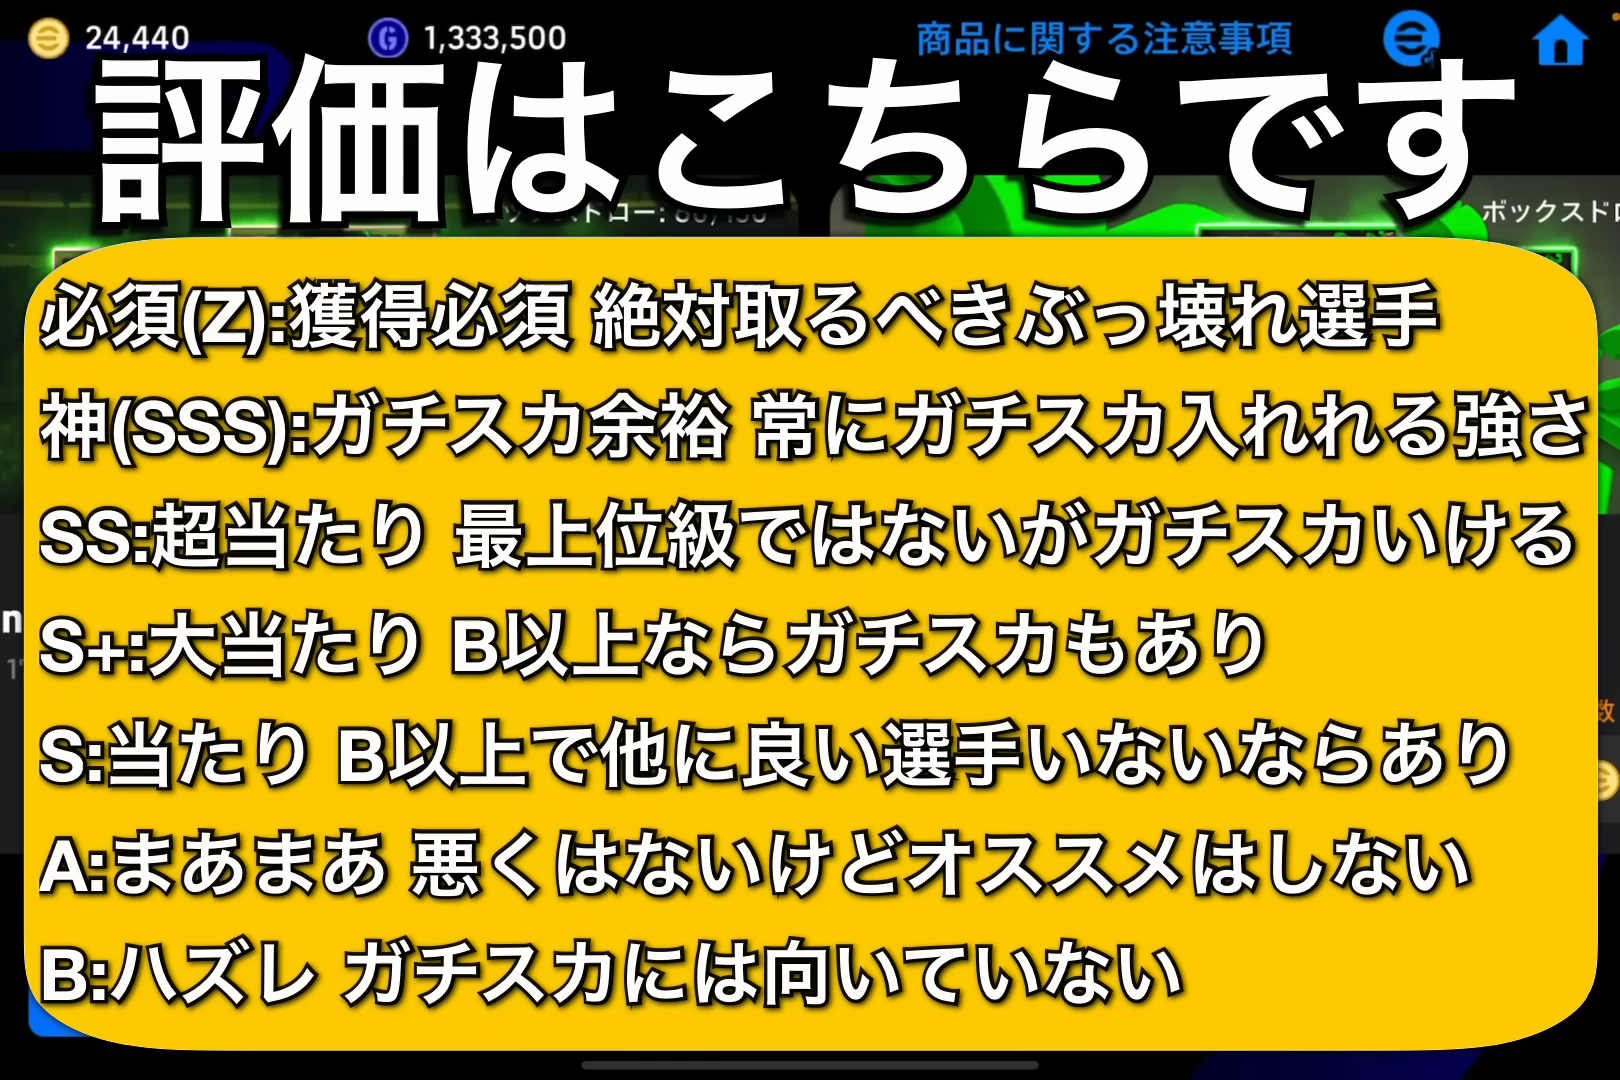 24,440
1,333,500
商品に関する注意事項
評価はこちらです
ボックスドロ
必須(Z):獲得必須 絶対取るべきぶっ壊れ選手
神(SSS):ガチスカ余裕 常にガチスカ入れれる強さ
SS:超当たり 最上位級ではないがガチスカいける
S+:大当たり B以上ならガチスカもあり
S:当たり B以上で他に良い選手いないならあり
A:まあまあ 悪くはないけどオススメはしない
B:ハズレ ガチスカには向いていない